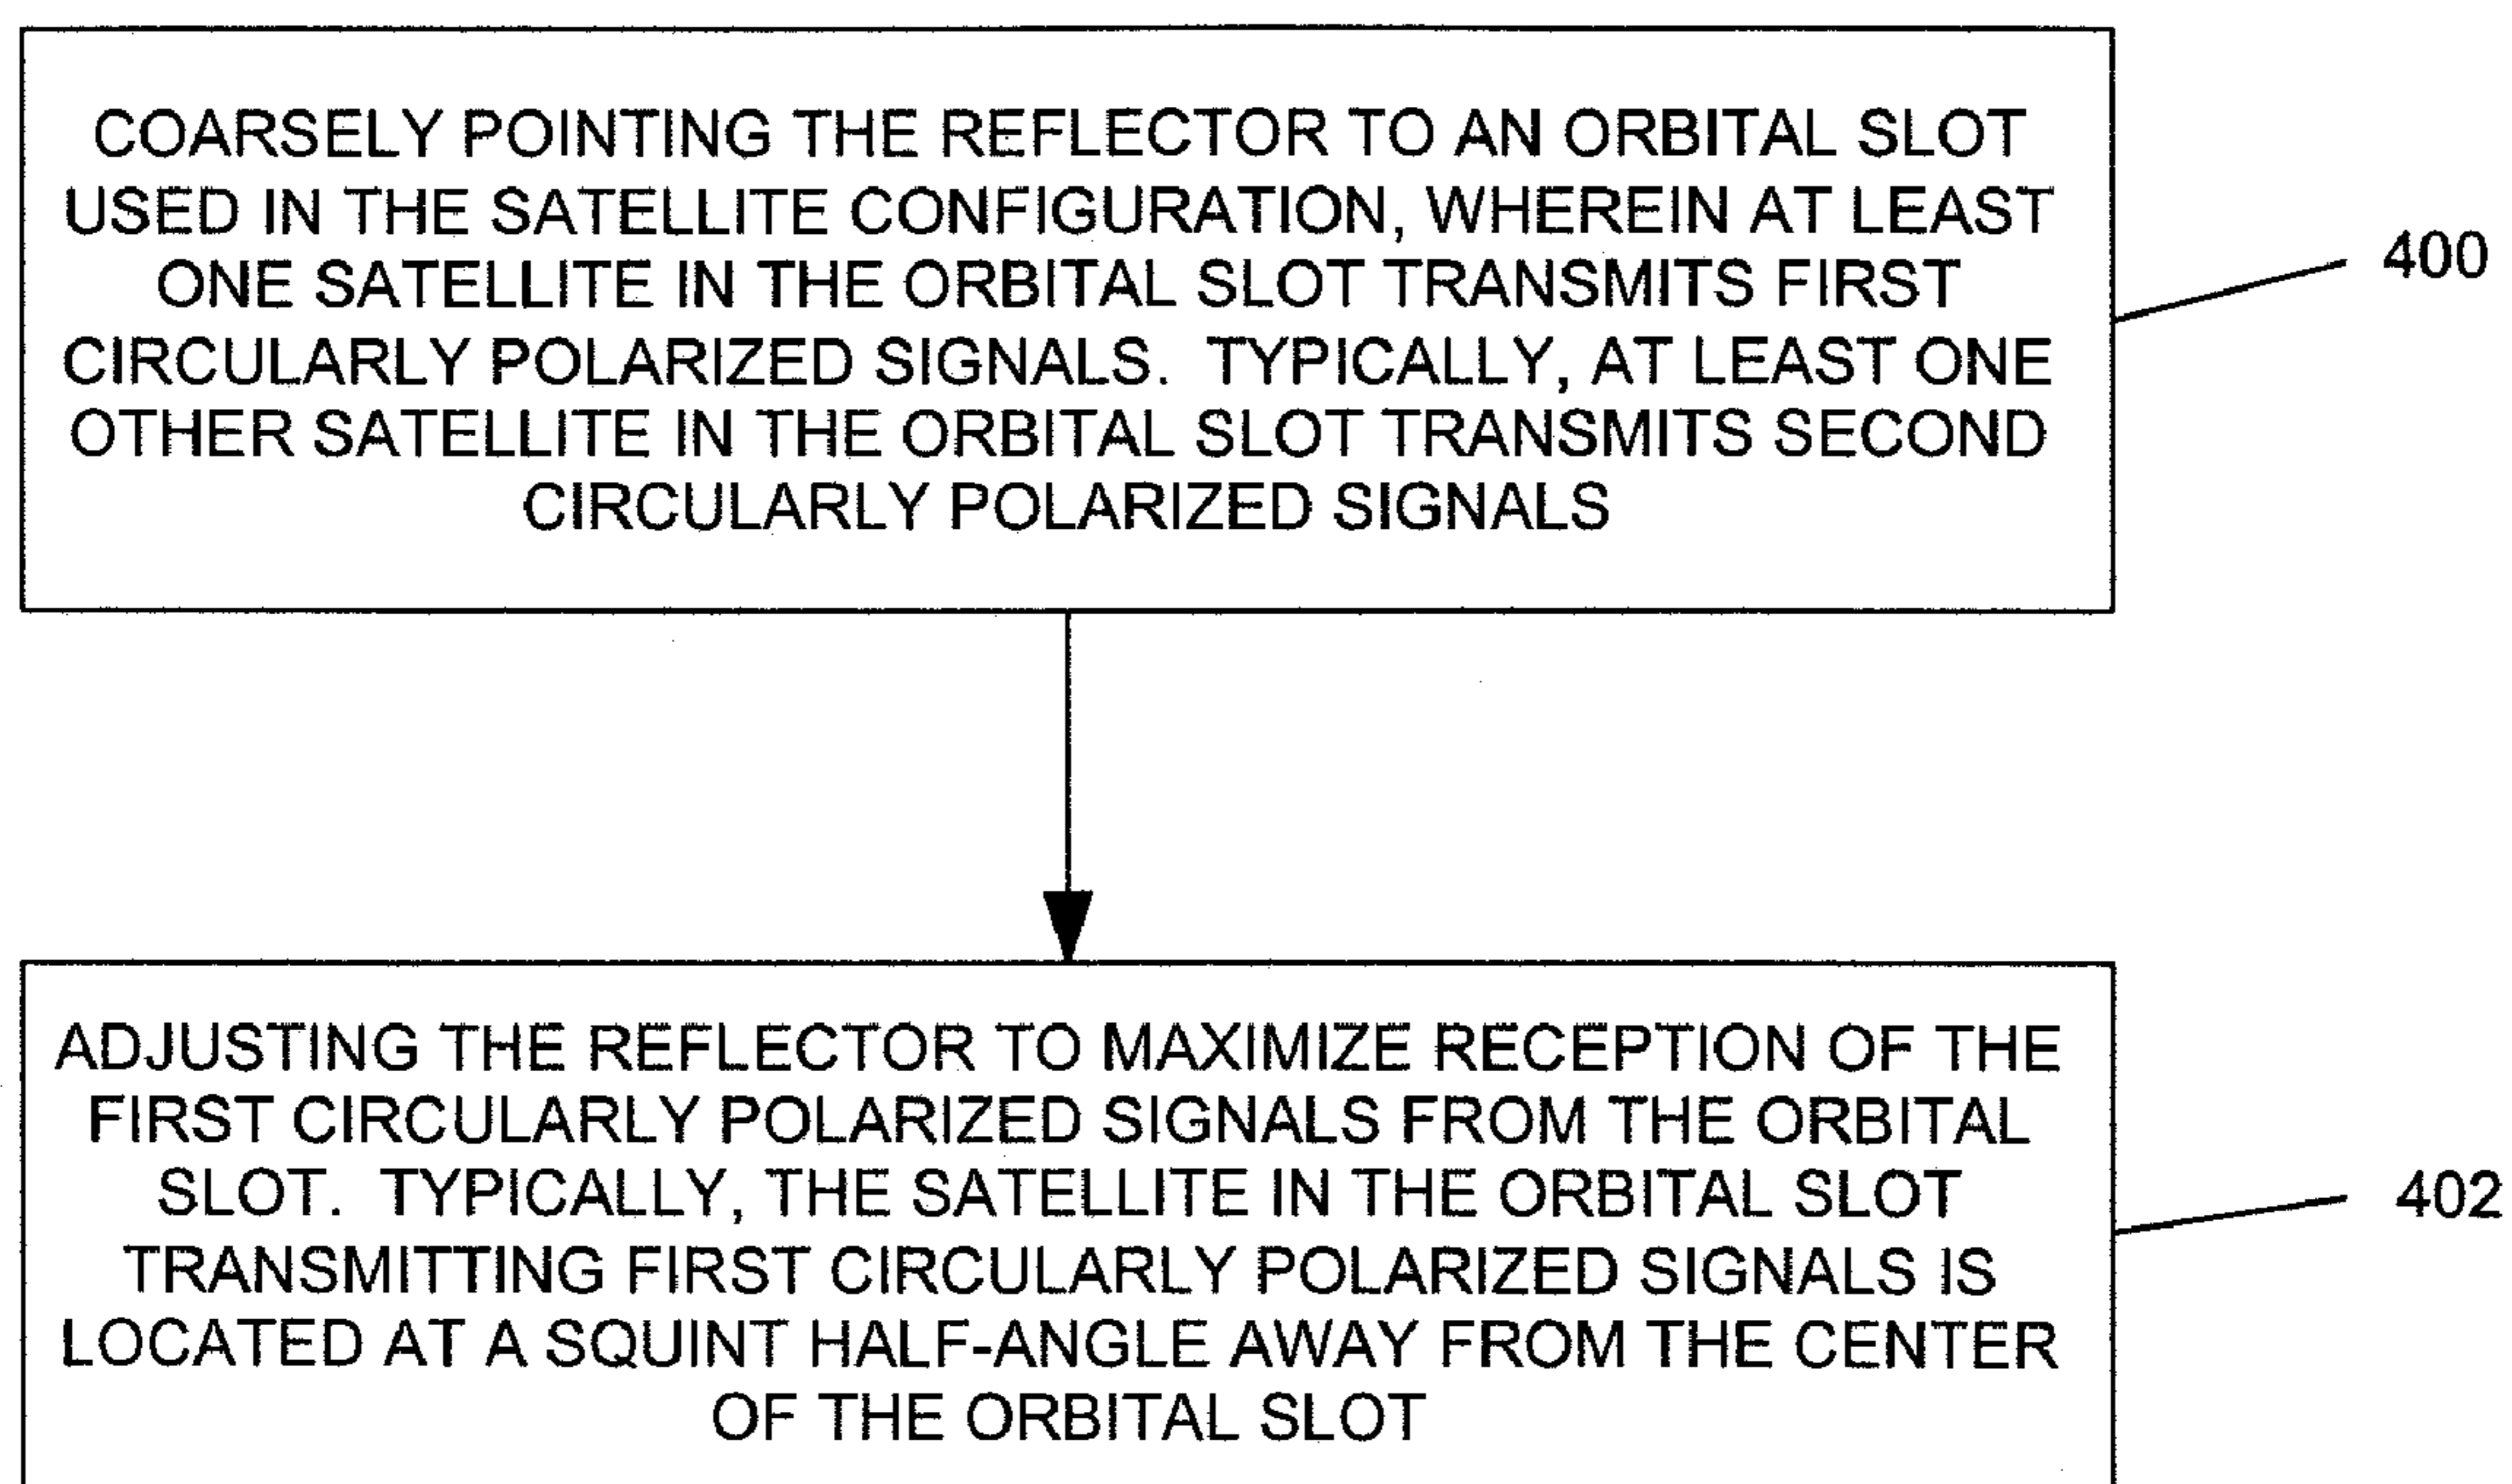 COARSELY POINTING THE REFLECTOR TO AN ORBITAL SLOT
USED IN THE SATELLITE CONFIGURATION, WHEREIN AT LEAST
ONE SATELLITE IN THE ORBITAL SLOT TRANSMITS FIRST
CIRCULARLY POLARIZED SIGNALS. TYPICALLY, AT LEAST ONE
OTHER SATELLITE IN THE ORBITAL SLOT TRANSMITS SECOND
CIRCULARLY POLARIZED SIGNALS
400
ADJUSTING THE REFLECTOR TO MAXIMIZE RECEPTION OF THE
FIRST CIRCULARLY POLARIZED SIGNALS FROM THE ORBITAL
SLOT. TYPICALLY, THE SATELLITE IN THE ORBITAL SLOT
TRANSMITTING FIRST CIRCULARLY POLARIZED SIGNALS IS
LOCATED AT A SQUINT HALF-ANGLE AWAY FROM THE CENTER
OF THE ORBITAL SLOT
402